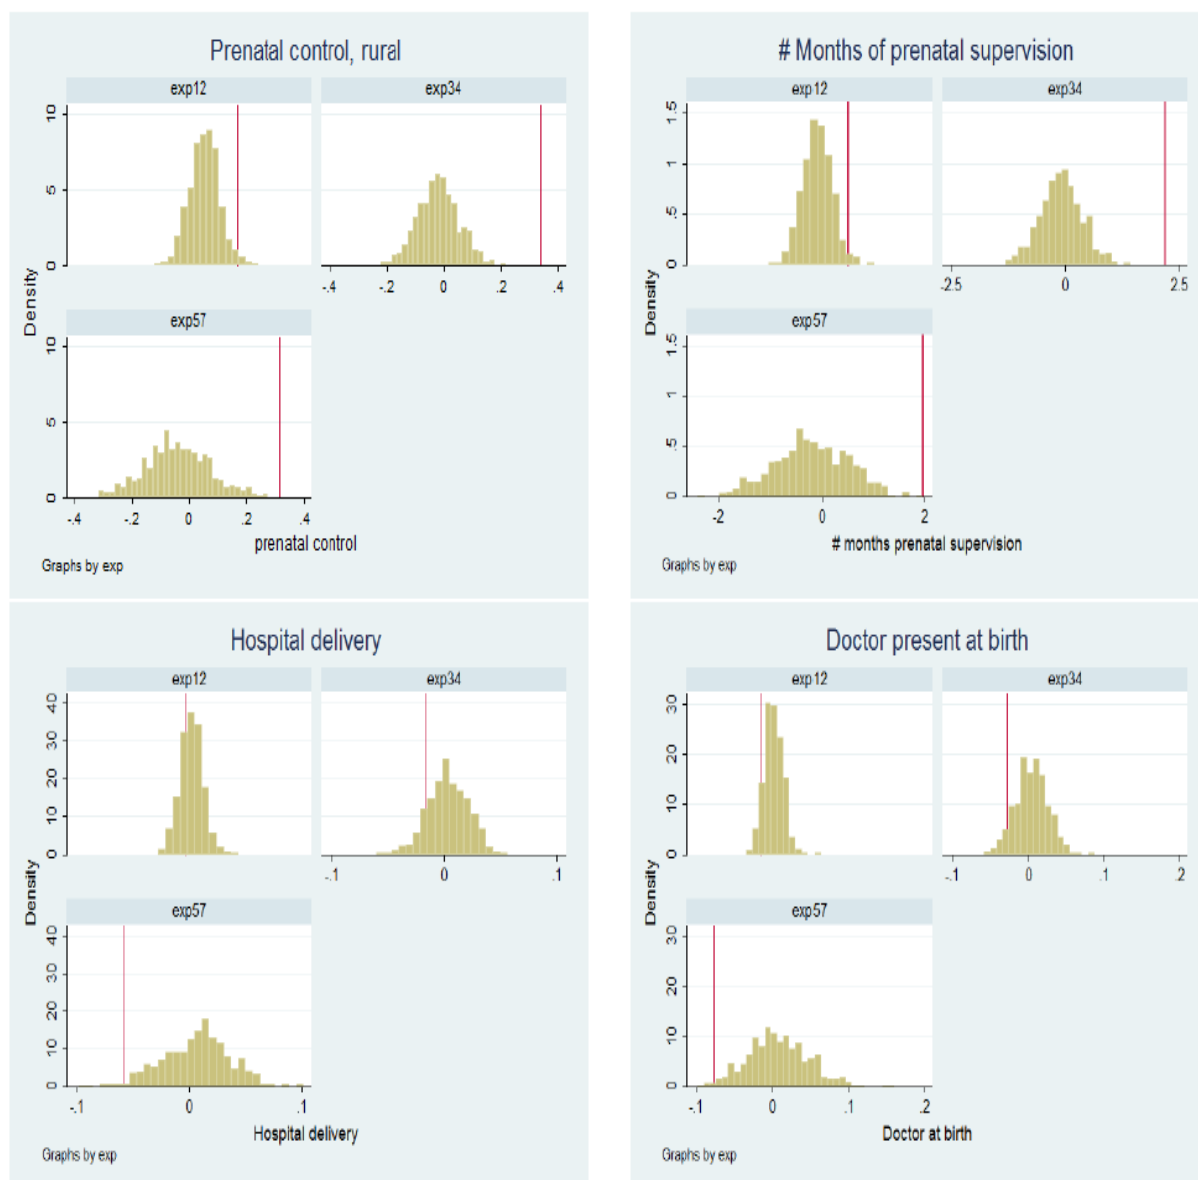 Prenatal control, rural
exp12
exp34
10
5
0
-.4
-.2
0
.2
.4
exp57
10
5
0
-.4
-.2
0
.2
.4
Density
prenatal control
Graphs by exp
# Months of prenatal supervision
exp12
exp34
1.5
1
.5
0
-2.5
0
2.5
exp57
1.5
1
.5
0
-2
0
2
Density
# months prenatal supervision
Graphs by exp
Hospital delivery
exp12
exp34
40
30
20
10
0
-.1
0
.1
exp57
40
30
20
10
0
-.1
0
.1
Density
Hospital delivery
Graphs by exp
Doctor present at birth
exp12
exp34
30
20
10
0
-.1
0
.1
.2
exp57
30
20
10
0
-.1
0
.1
.2
Density
Doctor at birth
Graphs by exp